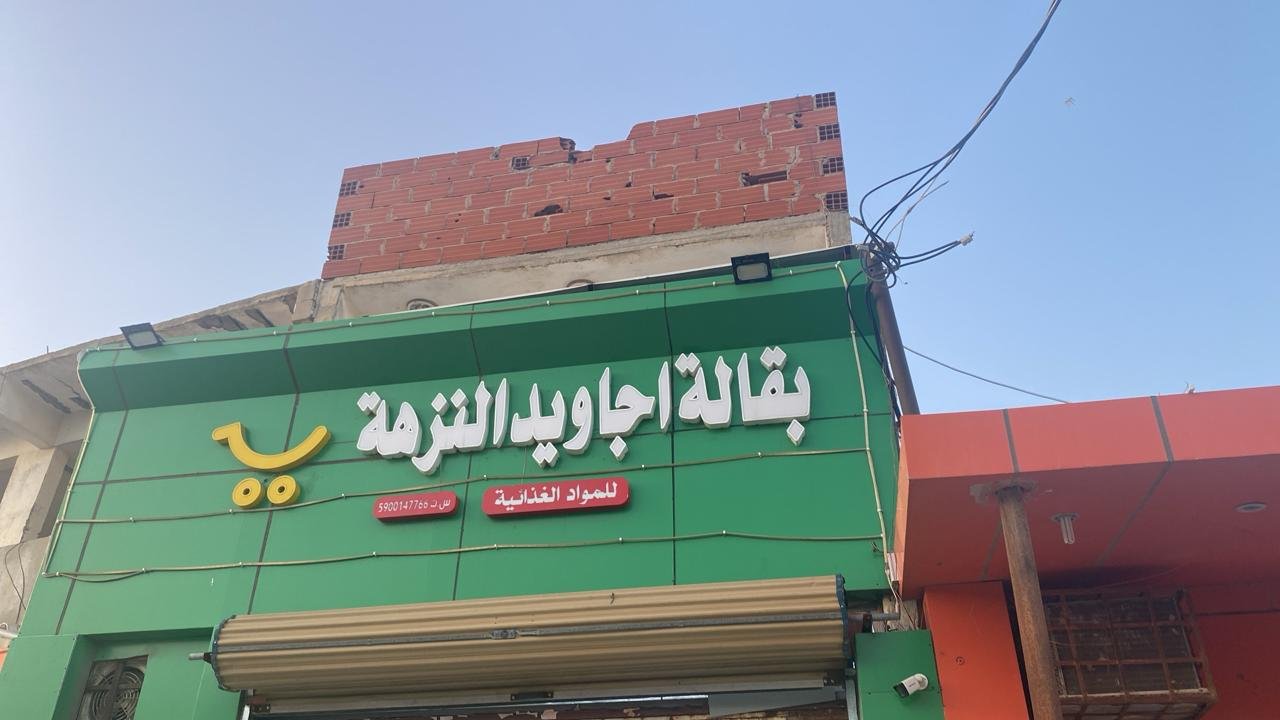 بقالة اجاويد النزهة
للمواد الغذائية
س ت 5900147766